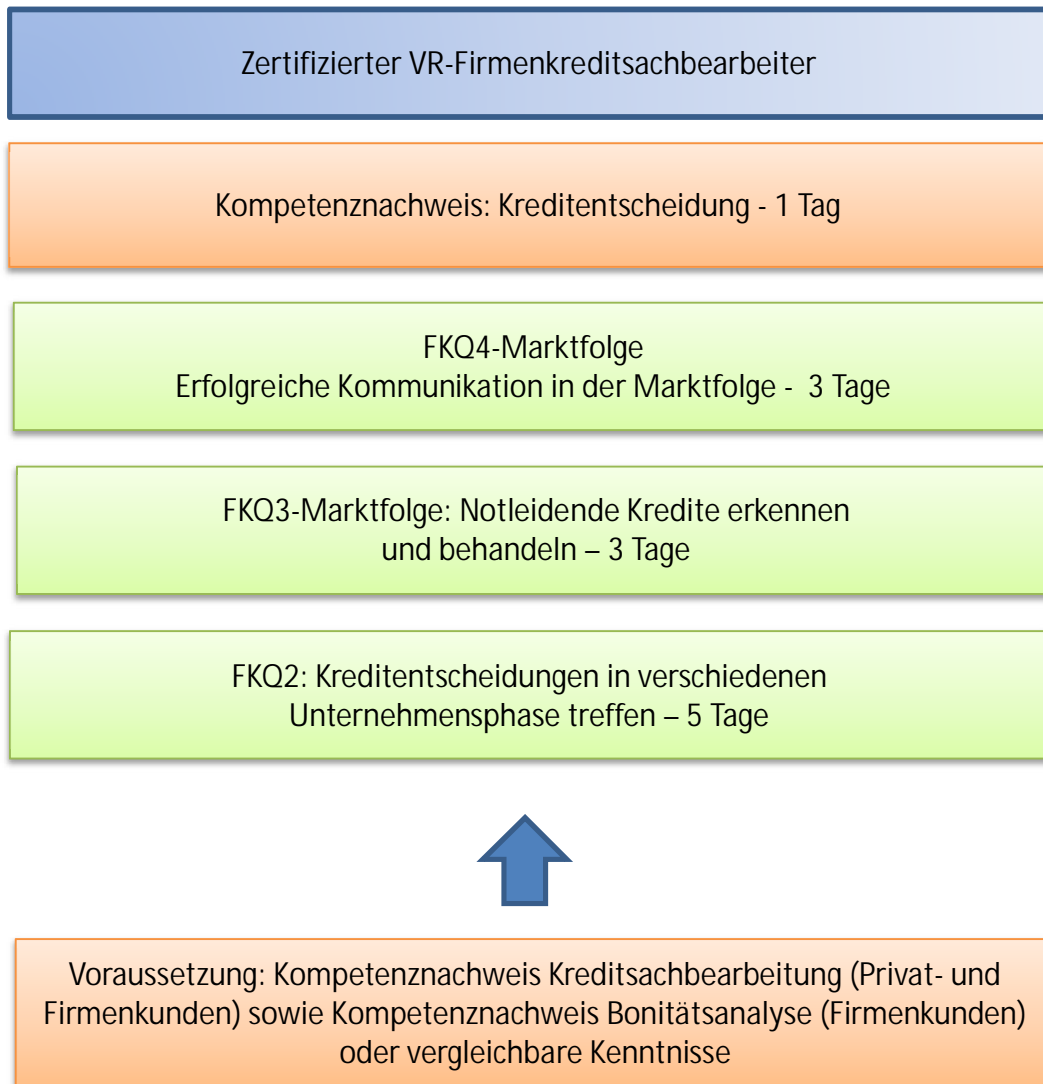 Zertifizierter VR-Firmenkreditsachbearbeiter
Kompetenznachweis: Kreditentscheidung - 1 Tag
FKQ4-Marktfolge
Erfolgreiche Kommunikation in der Marktfolge - 3 Tage
FKQ3-Marktfolge: Notleidende Kredite erkennen
und behandeln – 3 Tage
FKQ2: Kreditentscheidungen in verschiedenen
Unternehmensphase treffen – 5 Tage
Voraussetzung: Kompetenznachweis Kreditsachbearbeitung (Privat- und
Firmenkunden) sowie Kompetenznachweis Bonitätsanalyse (Firmenkunden)
oder vergleichbare Kenntnisse